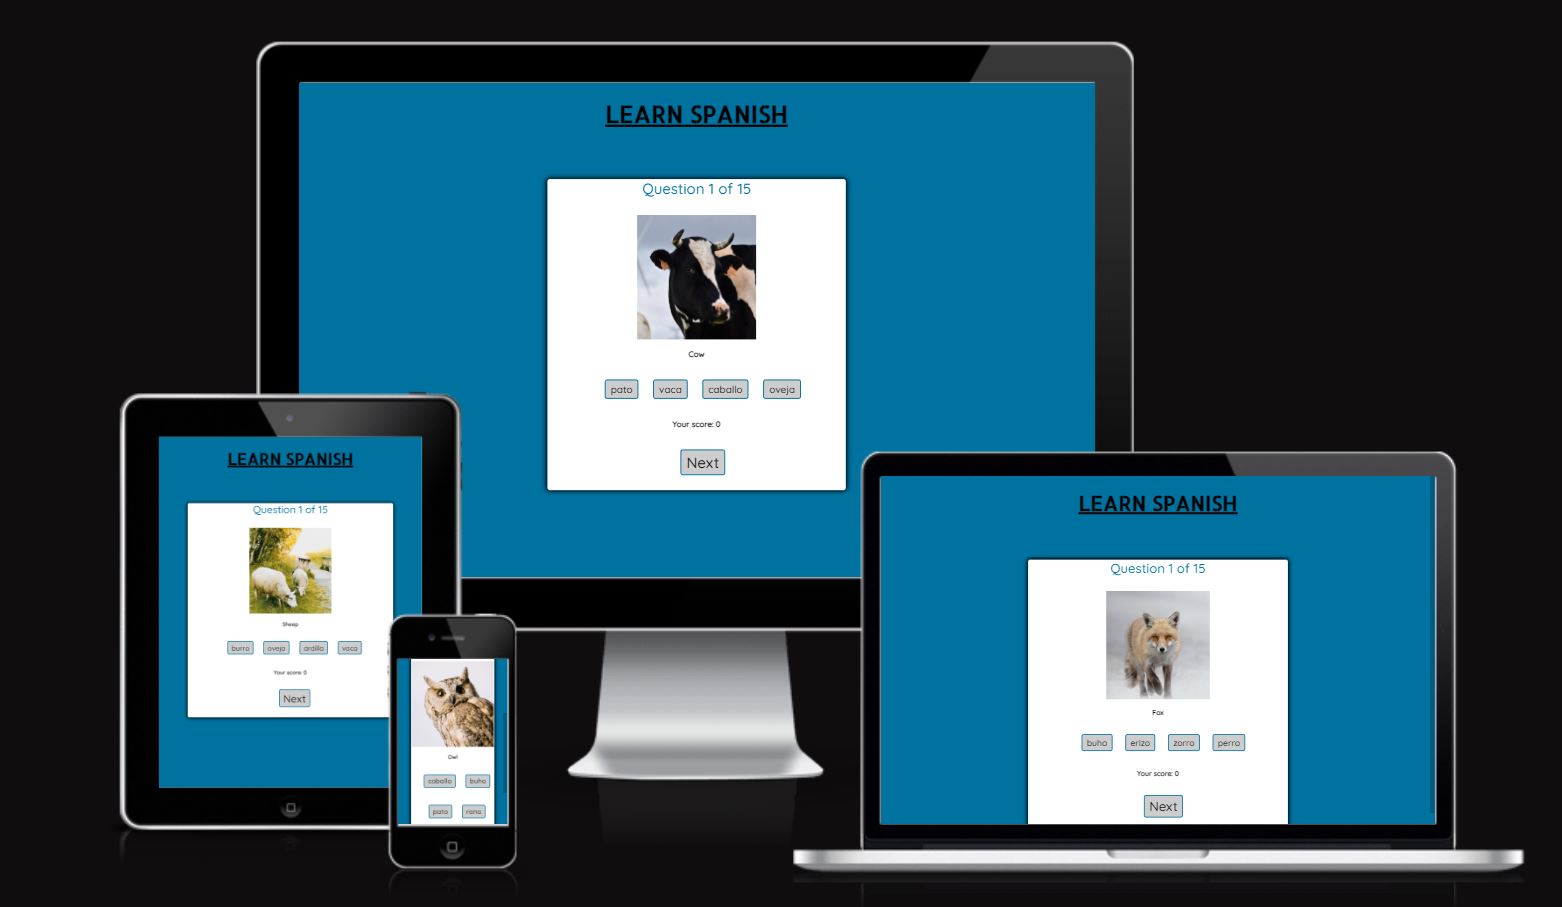 LEARN SPANISH
Question 1 of 15
Cow
pato vaca caballo oveja
Your score: 0
Next
LEARN SPANISH
Question 1 of 15
Sheep
burro oveja ardilla vaca
Your score: 0
Next
Owl
caballo buho
pato rana
LEARN SPANISH
Question 1 of 15
Fox
buho erizo zorro perro
Your score: 0
Next